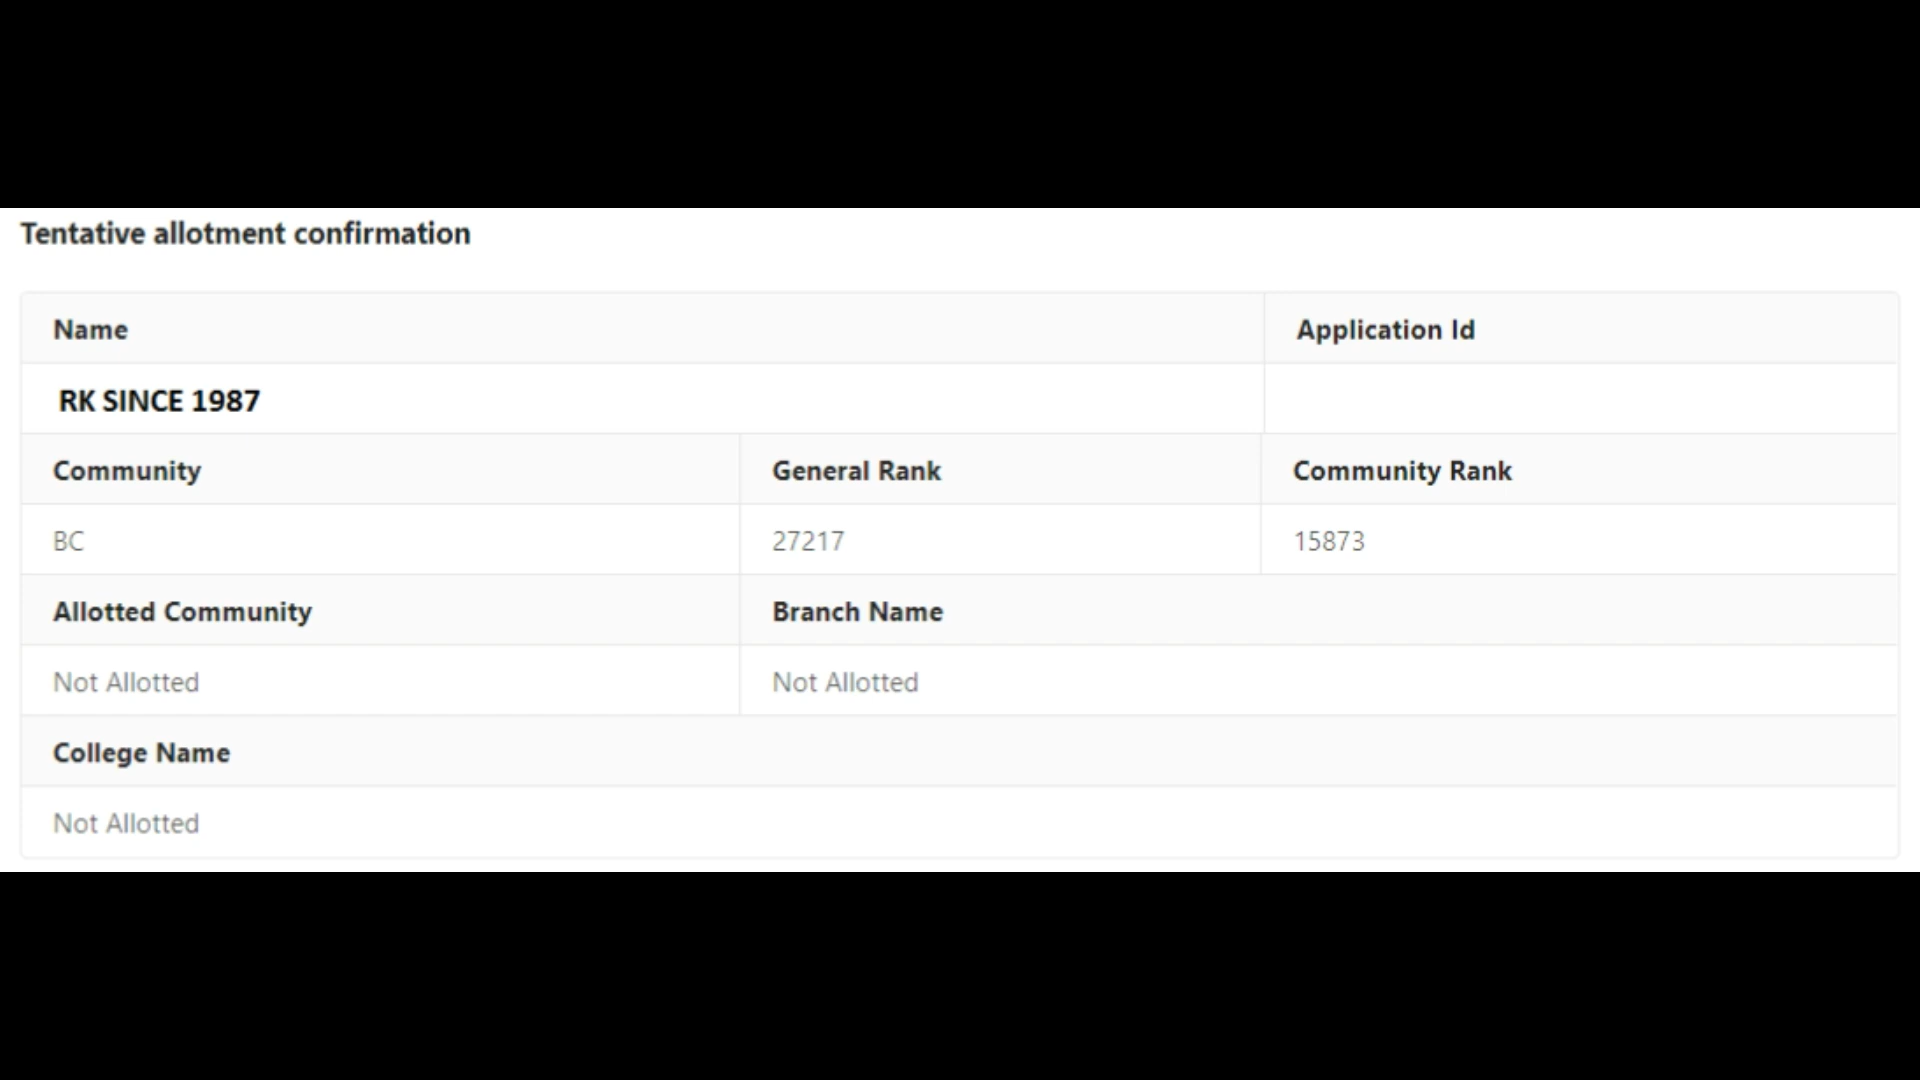 Tentative allotment confirmation
Name Application Id
RK SINCE 1987
Community General Rank Community Rank
BC 27217 15873
Allotted Community Branch Name
Not Allotted Not Allotted
College Name
Not Allotted